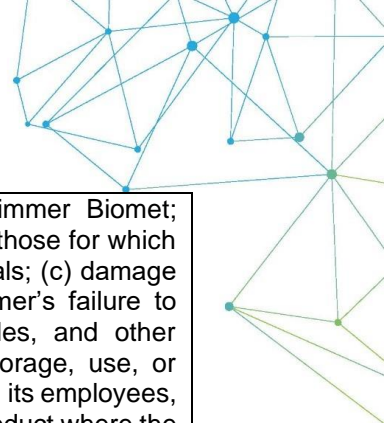 immer Biomet;
those for which
als; (c) damage
mer's failure to
les, and other
orage, use, or
its employees,
oduct where the